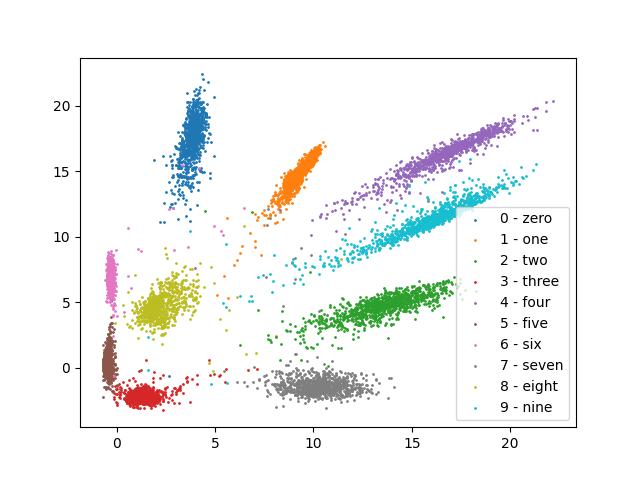 20
15
10
5
0
0 - zero
1 - one
2 - two
3 - three
4 - four
5 - five
6 - six
7 - seven
8 - eight
9 - nine
0 5 10 15 20